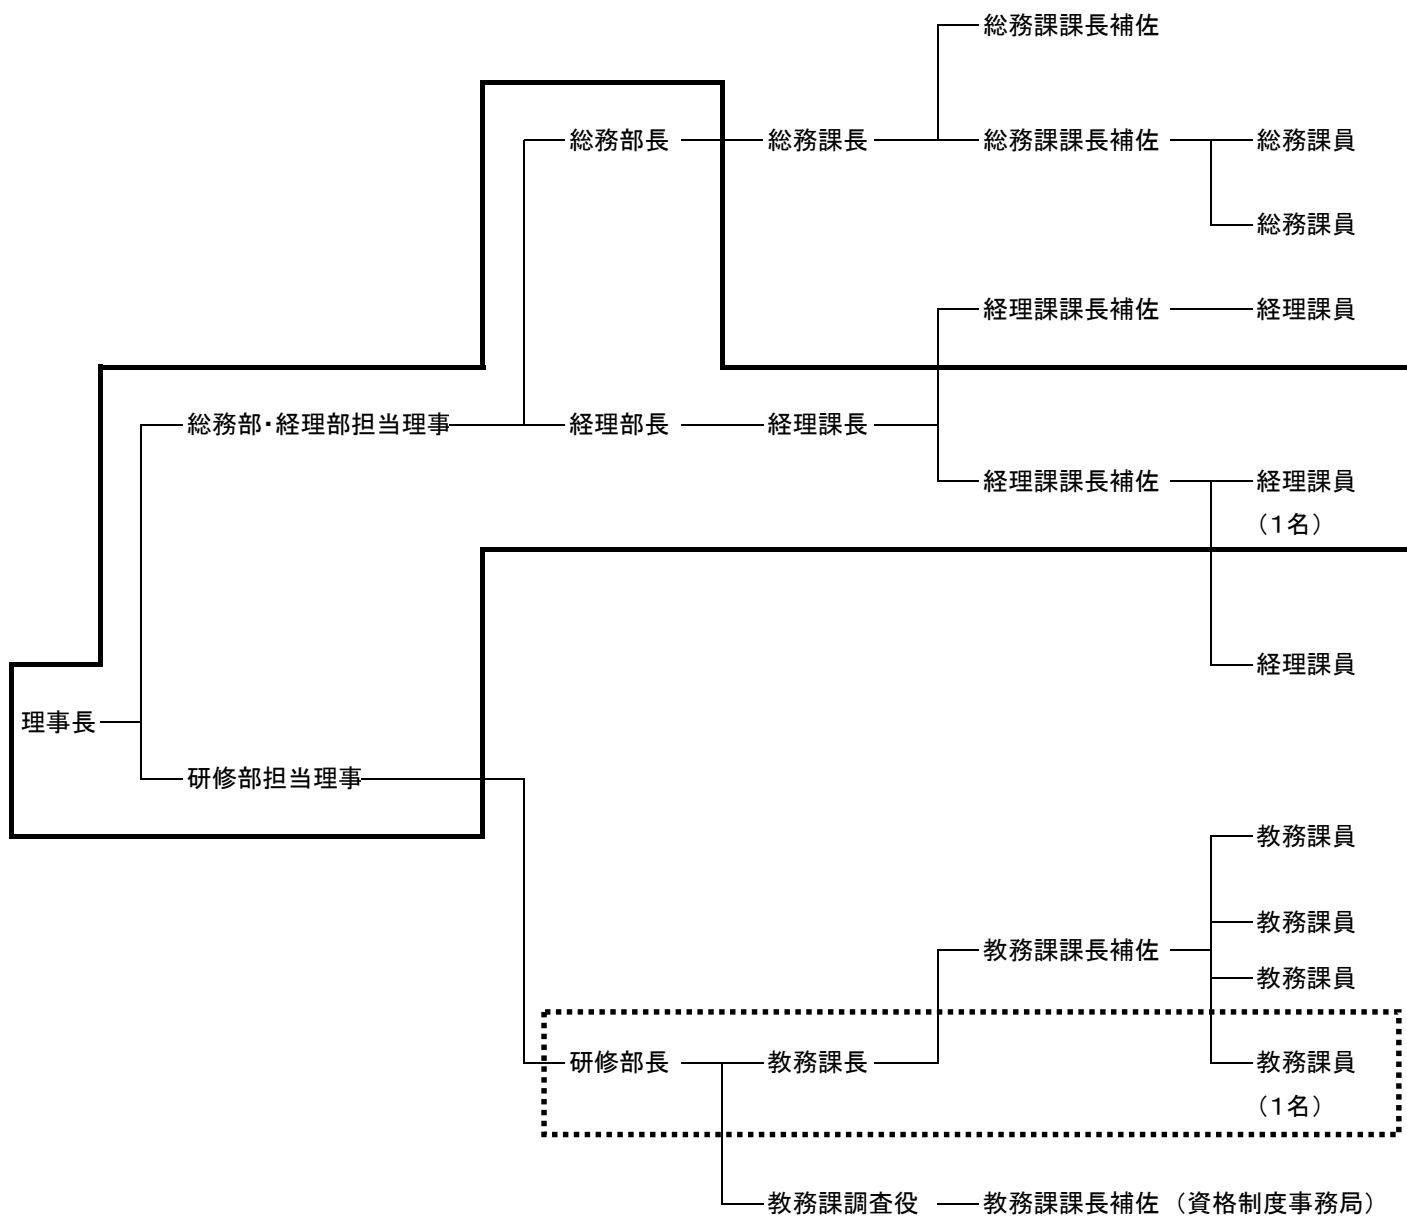 総務課課長補佐
総務部長 総務課長 総務課課長補佐 総務課員
総務課員
経理課課長補佐 経理課員
総務部・経理部担当理事 経理部長 経理課長
経理課課長補佐 経理課員
（1名）
経理課員
理事長
研修部担当理事
教務課員
教務課員
教務課課長補佐
教務課員
研修部長 教務課長 教務課員
（1名）
教務課調査役 教務課課長補佐（資格制度事務局）